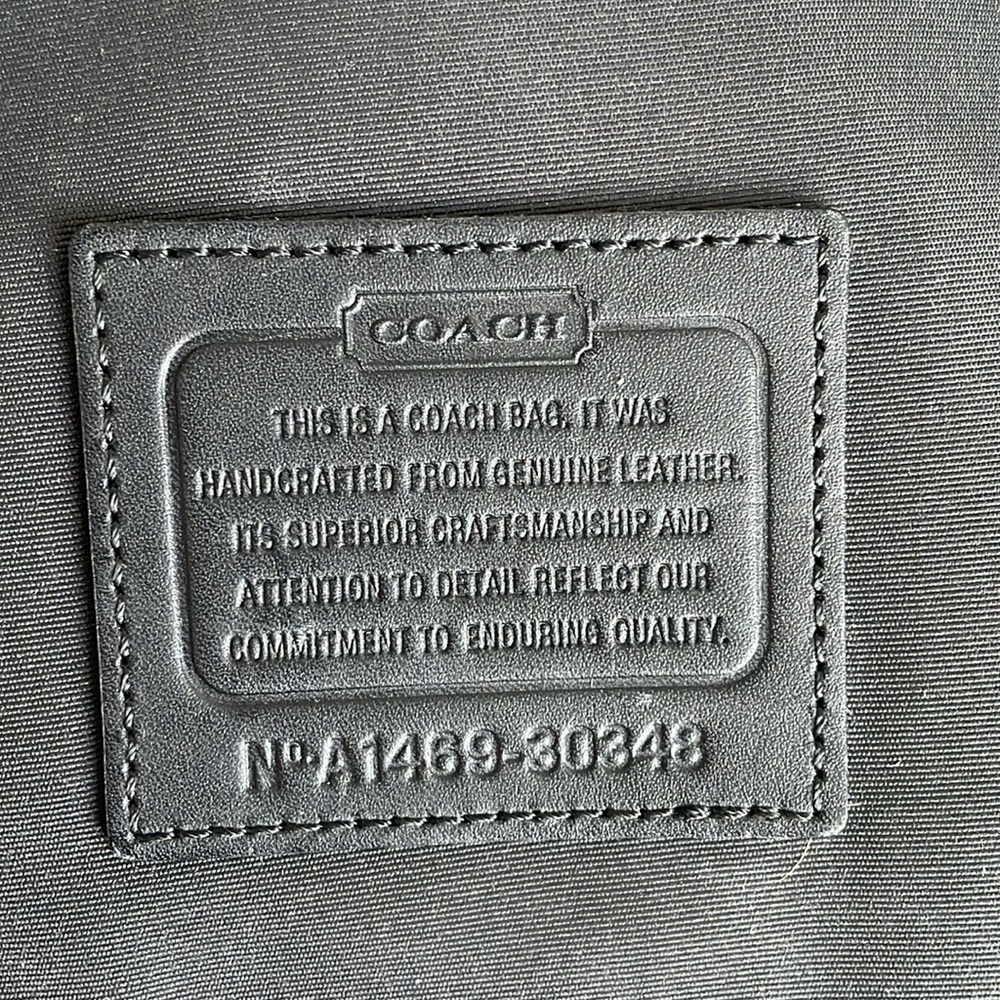 COACH
THIS IS A COACH BAG. IT WAS
HANDCRAFTED FROM GENUINE LEATHER.
ITS SUPERIOR CRAFTSMANSHIP AND
ATTENTION TO DETAIL REFLECT OUR
COMMITMENT TO ENDURING QUALITY.
Nº A1469-30348